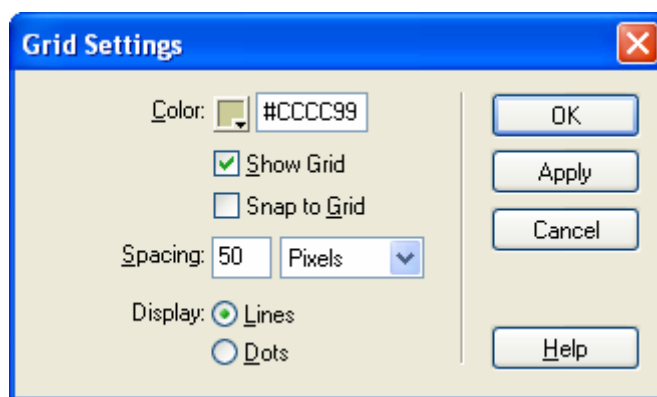 Grid Settings
Color: #CCCC99
Show Grid
Snap to Grid
Spacing: 50 Pixels
Display: Lines
Dots
OK
Apply
Cancel
Help